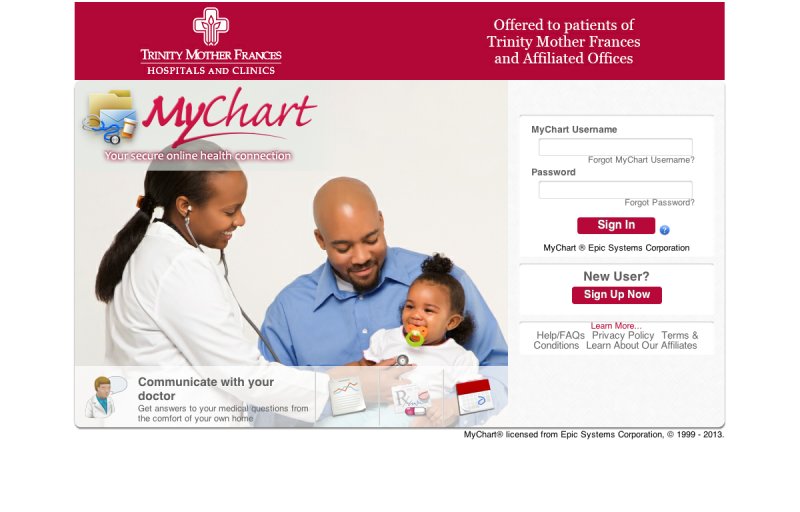 TRINITY MOTHER FRANCES
HOSPITALS AND CLINICS
Offered to patients of
Trinity Mother Frances
and Affiliated Offices
MyChart
Your secure online health connection
MyChart Username
Forgot MyChart Username?
Password
Forgot Password?
Sign In
?
MyChart ® Epic Systems Corporation
New User?
Sign Up Now
Learn More...
Help/FAQs Privacy Policy Terms &
Conditions Learn About Our Affiliates
Communicate with your
doctor
Get answers to your medical questions from
the comfort of your own home
Rx
MyChart® licensed from Epic Systems Corporation, © 1999 - 2013.